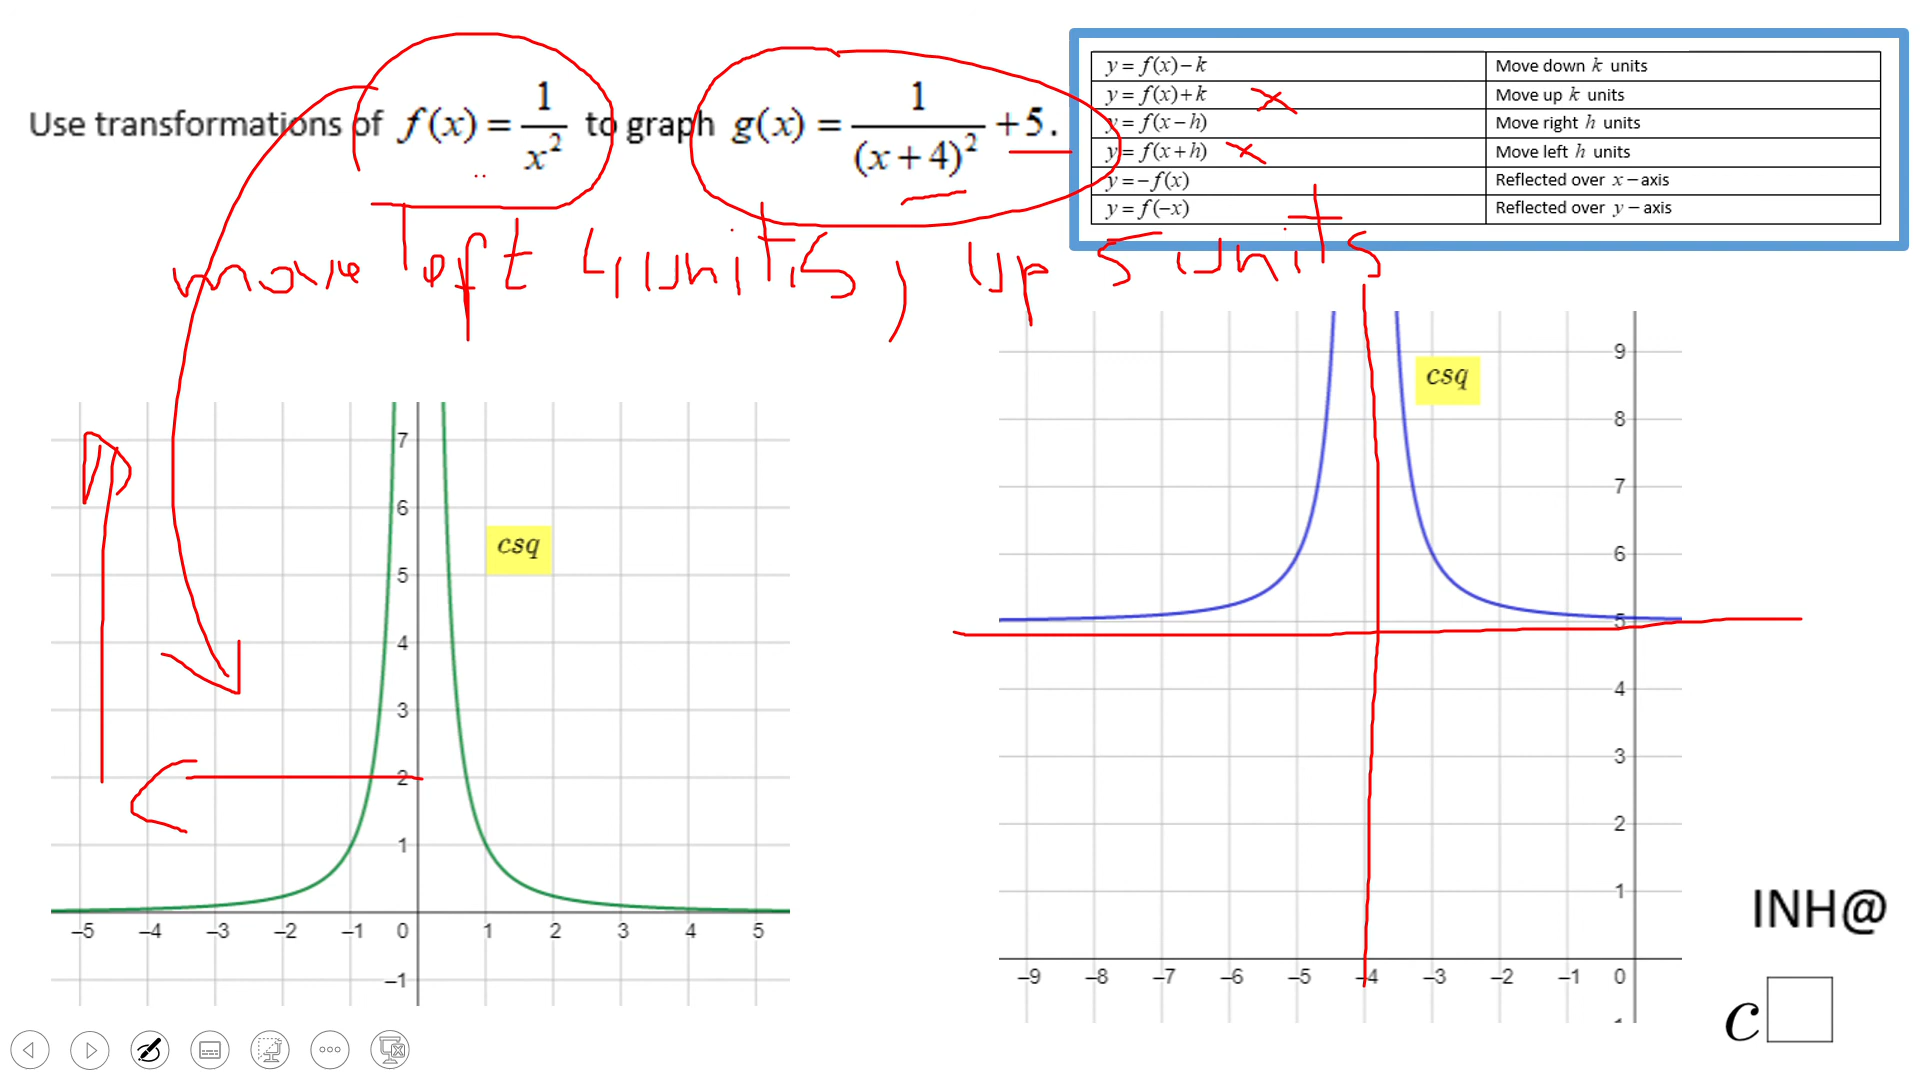 Use transformations of f(x) = 1/x² to graph g(x) = 1/(x+4)² +5.
y = f(x) − k Move down k units
y = f(x)+k Move up k units
y = f(x − h) Move right h units
y = f(x+h) Move left h units
y = −f(x) Reflected over x − axis
y = f(−x) Reflected over y − axis
move left 4 units, up 5 units
7
6
csq
5
4
3
2
1
−5 −4 −3 −2 −1 0 1 2 3 4 5
−1
9
csq
8
7
6
5
4
3
2
1
−9 −8 −7 −6 −5 −4 −3 −2 −1 0
INH@
c